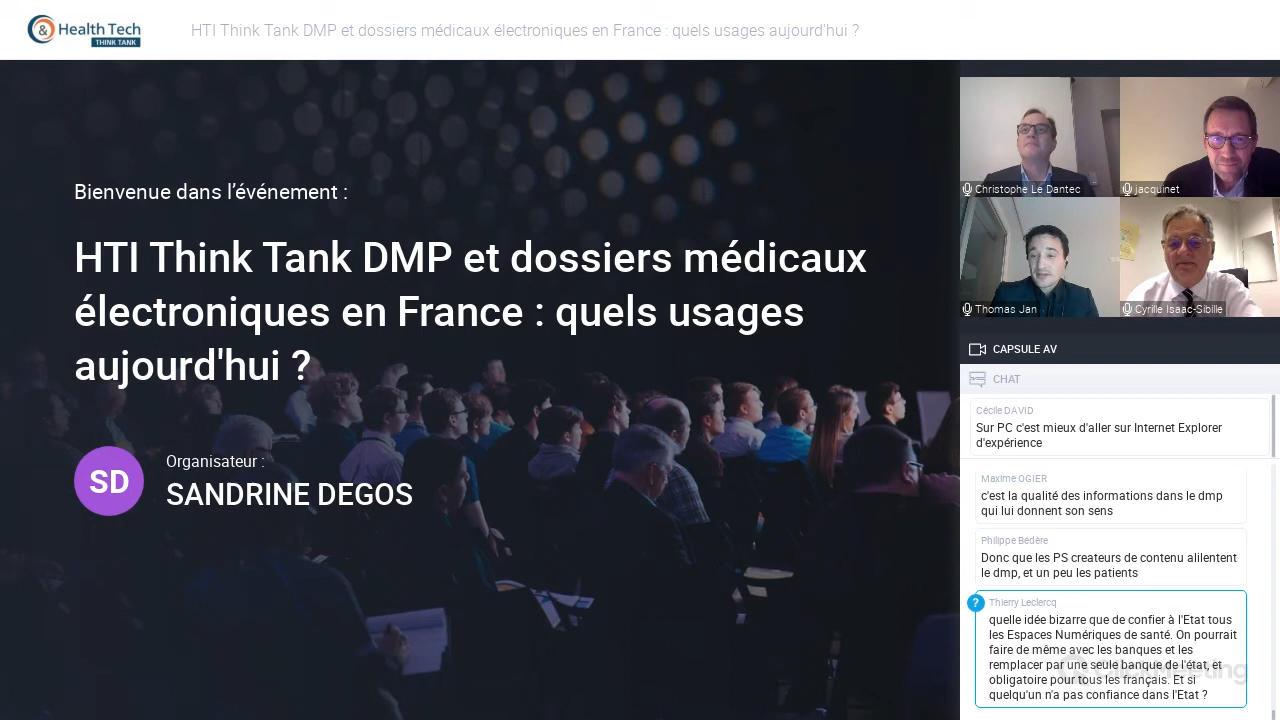 & Health Tech
THINK TANK
HTI Think Tank DMP et dossiers médicaux électroniques en France : quels usages aujourd'hui ?
Bienvenue dans l'événement :
HTI Think Tank DMP et dossiers médicaux
électroniques en France : quels usages
aujourd'hui ?
SD
Organisateur :
SANDRINE DEGOS
Christophe Le Dantec
jacquinet
Thomas Jan
Cyrille Isaac-Sibille
CAPSULE AV
CHAT
Cécile DAVID
Sur PC c'est mieux d'aller sur Internet Explorer
d'expérience
Maxime OGIER
c'est la qualité des informations dans le dmp
qui lui donnent son sens
Philippe Bédère
Donc que les PS createurs de contenu alilentent
le dmp, et un peu les patients
?
Thierry Leclercq
quelle idée bizarre que de confier à l'Etat tous
les Espaces Numériques de santé. On pourrait
faire de même avec les banques et les
remplacer par une seule banque de l'état, et
obligatoire pour tous les français. Et si
quelqu'un n'a pas confiance dans l'Etat ?
ClickMeeting